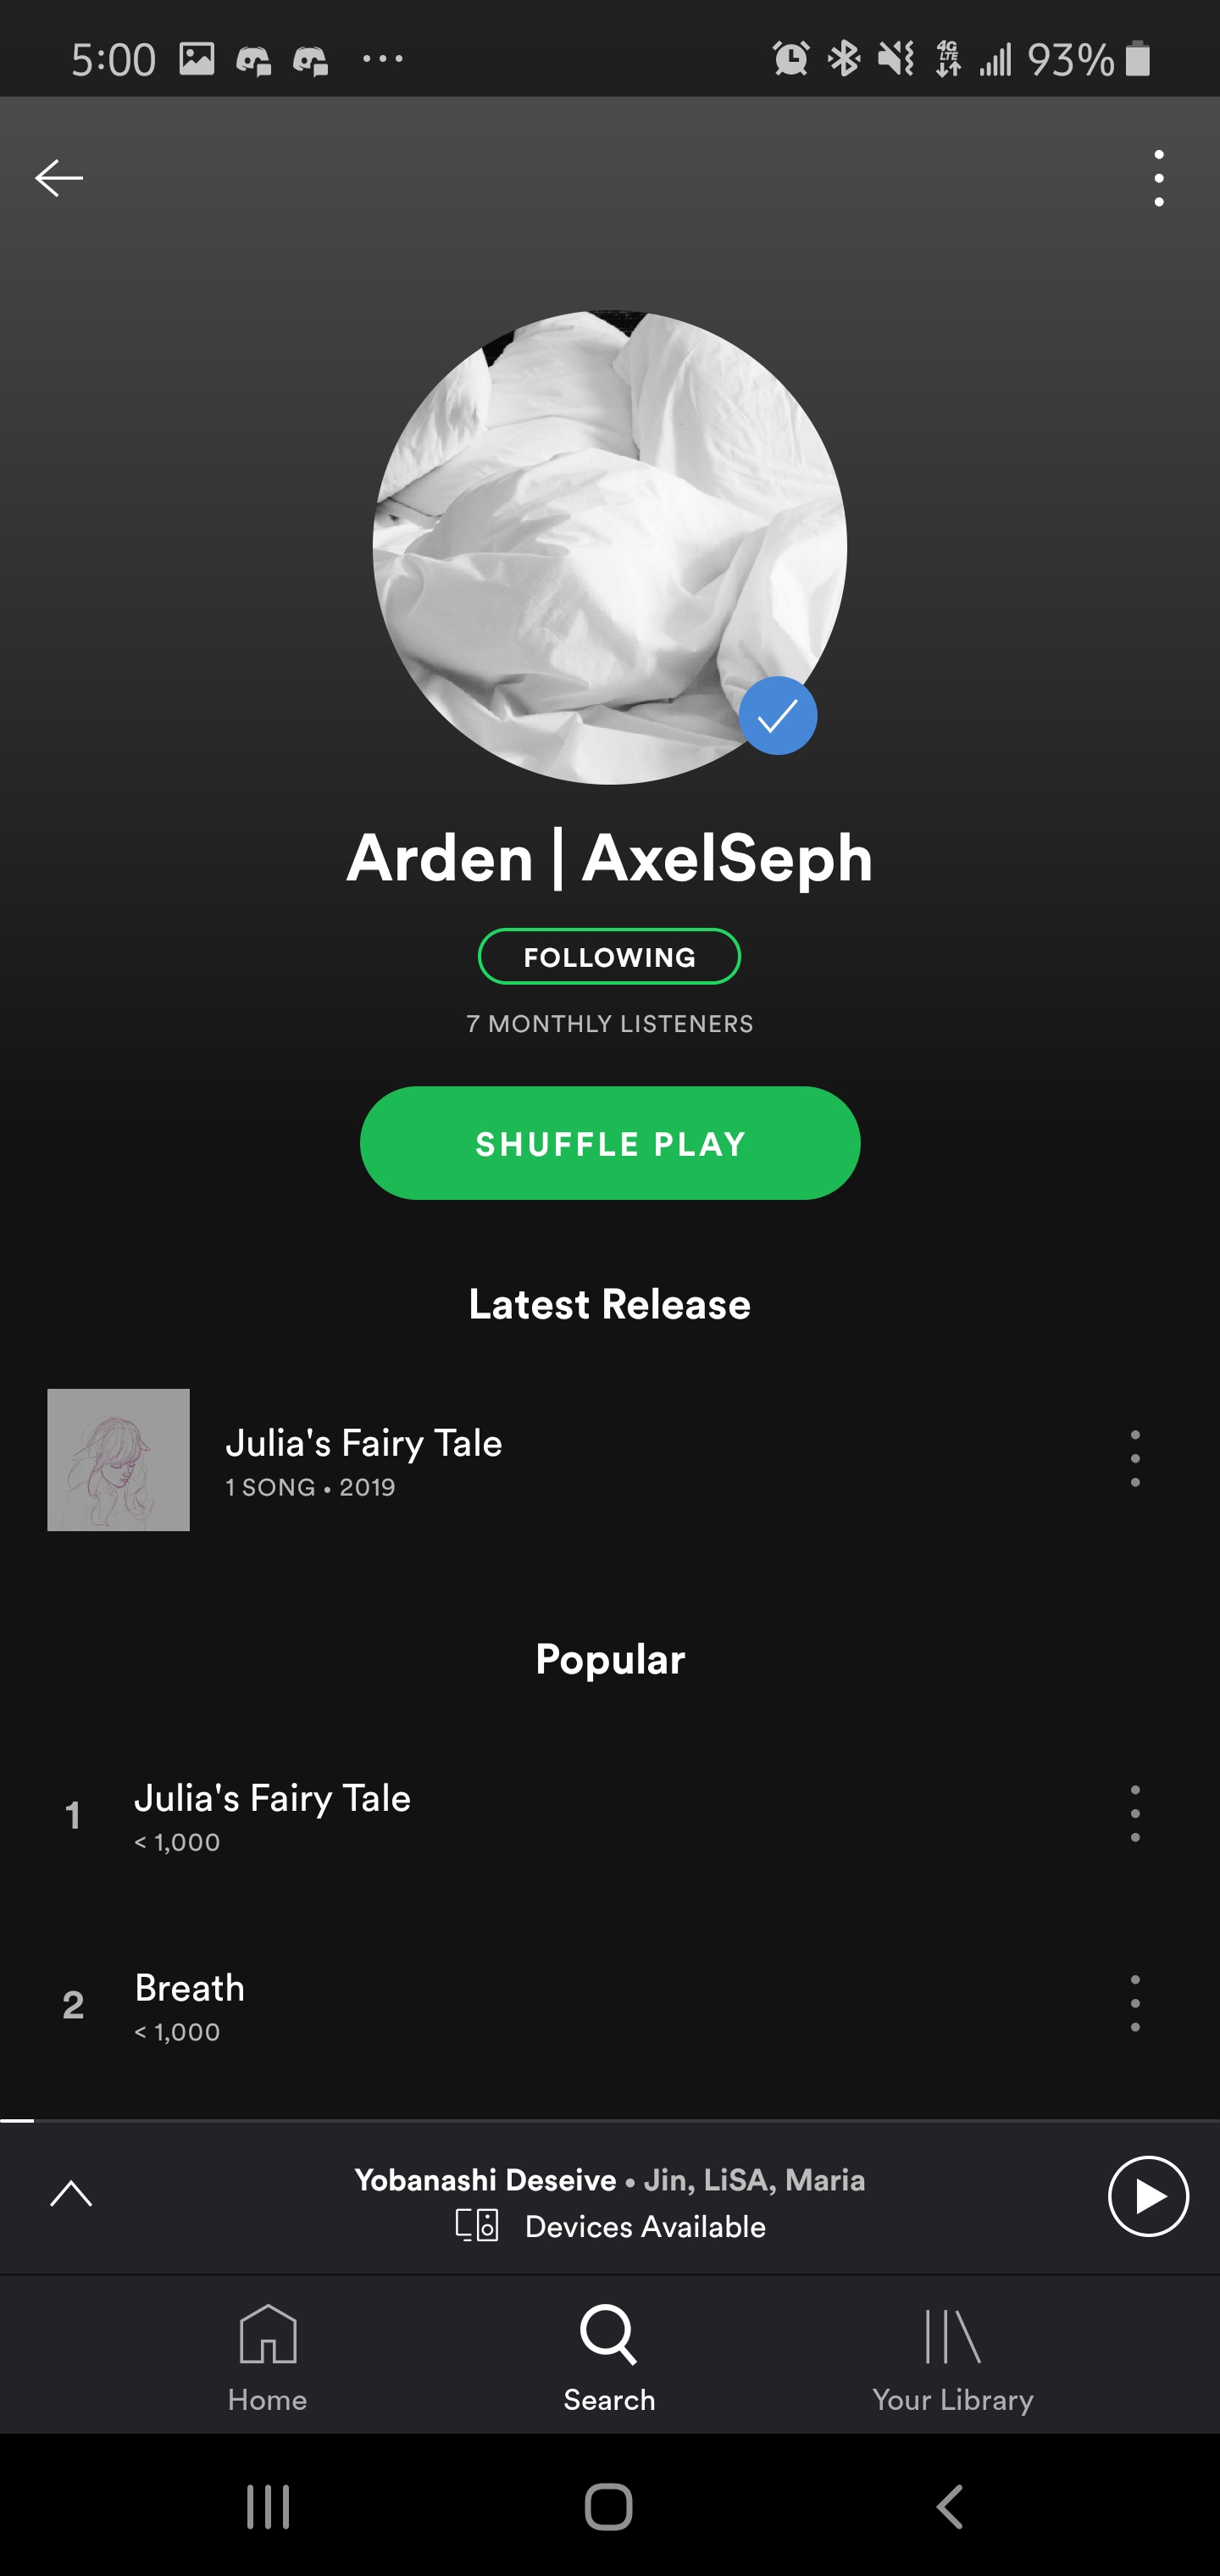 5:00
4G
LTE
93%
Arden | AxelSeph
FOLLOWING
7 MONTHLY LISTENERS
SHUFFLE PLAY
Latest Release
Julia's Fairy Tale
1 SONG • 2019
Popular
1
Julia's Fairy Tale
< 1,000
2
Breath
< 1,000
Yobanashi Deseive • Jin, LiSA, Maria
Devices Available
Home
Search
Your Library